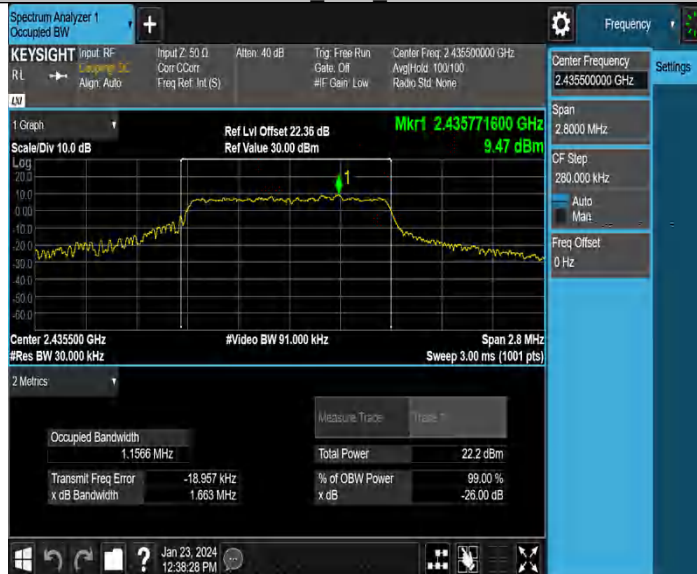 Spectrum Analyzer 1
Occupied BW
+
Frequency
KEYSIGHT Input: RF Input Z: 50 Ω Atten: 40 dB Trig: Free Run Center Freq: 2.435500000 GHz
RL Coupling: DC Corr CCorr Gate: Off Avg|Hold: 100/100
Align: Auto Freq Ref: Int (S) #IF Gain: Low Radio Std: None
Center Frequency
2.435500000 GHz
Settings
Span
2.8000 MHz
CF Step
280.000 kHz
Auto
Man
Freq Offset
0 Hz
1 Graph
Scale/Div 10.0 dB
Ref Lvl Offset 22.36 dB
Ref Value 30.00 dBm
Mkr1 2.435771600 GHz
9.47 dBm
Log
20.0
10.0
0.00
-10.0
-20.0
-30.0
-40.0
-50.0
-60.0
1
Center 2.435500 GHz #Video BW 91.000 kHz Span 2.8 MHz
#Res BW 30.000 kHz Sweep 3.00 ms (1001 pts)
2 Metrics
Measure Trace Trace 1
Occupied Bandwidth
1.1566 MHz
Total Power 22.2 dBm
Transmit Freq Error -18.957 kHz
% of OBW Power 99.00 %
x dB Bandwidth 1.663 MHz
x dB -26.00 dB
?
Jan 23, 2024
12:38:28 PM